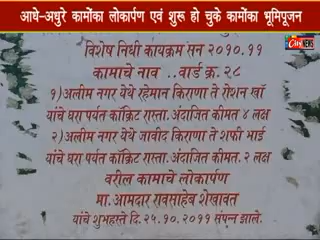 आधे-अधुरे कामोंका लोकार्पण एवं शुरू हो चुके कामोंका भूमिपूजन
City NEWS
विशेष निधी कार्यक्रम सन २०१०.११
कामाचे नाव ..वार्ड क्र.२८
१)अलीम नगर येथे रहेमान किराणा ते रोशन खाँ
यांचे घरा पर्यंत काँक्रिट रास्ता.अंदाजित कीमत ४ लक्ष
२)अलीम नगर येथे जावीद किराणा ते शफी भाई
यांचे घरा पर्यंत काँक्रिट रास्ता.अंदाजित कीमत.२ लक्ष
वरील कामाचे लोकार्पण
मा.आमदार रावसाहेब शेखावत
यांचे शुभहस्ते दि.२५.१०.२०११ संपन्न झाले.